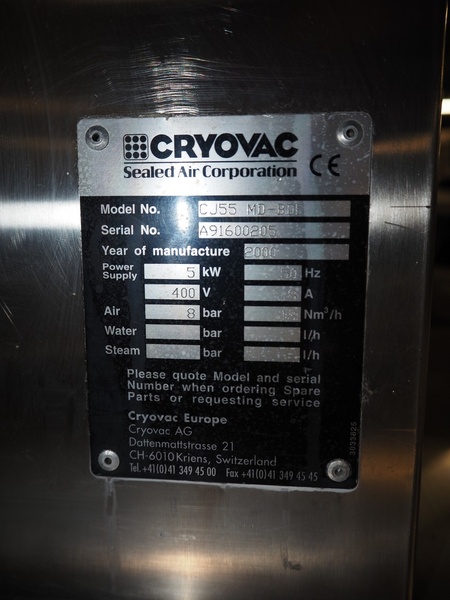 CRYOVAC
Sealed Air Corporation CE
Model No. CJ55 MD-
Serial No. A91600205
Year of manufacture 2000
Power Supply 5 kW Hz
400 V A
Air 8 bar Nm³/h
Water bar l/h
Steam bar l/h
Please quote Model and serial
Number when ordering Spare
Parts or requesting service
Cryovac Europe
Cryovac AG
Dattenmattstrasse 21
CH-6010 Kriens, Switzerland
Tel.+41(0)41 349 45 00 Fax +41(0)41 349 45 45